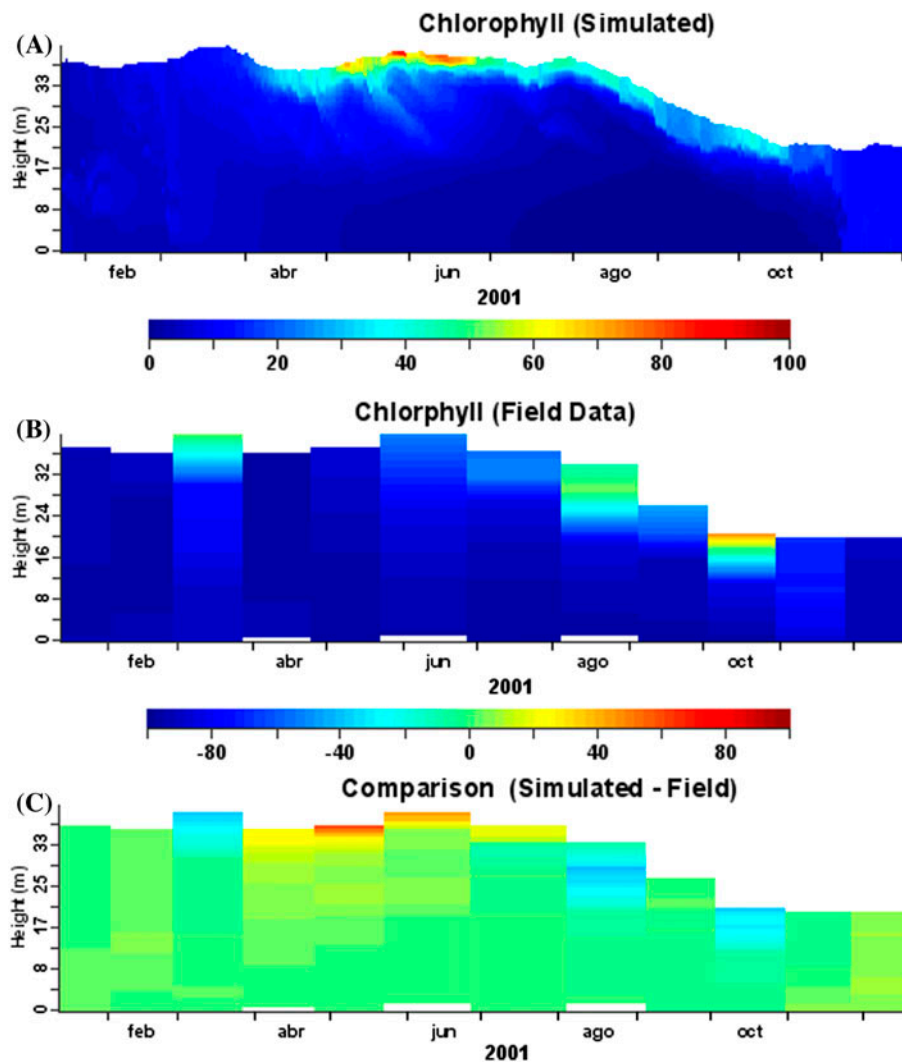 (A)
Chlorophyll (Simulated)
Height (m)
33
25
17
8
0
feb abr jun ago oct
2001
0 20 40 60 80 100
(B)
Chlorphyll (Field Data)
Height (m)
32
24
16
8
0
feb abr jun ago oct
2001
-80 -40 0 40 80
(C)
Comparison (Simulated - Field)
Height (m)
33
25
17
8
0
feb abr jun ago oct
2001